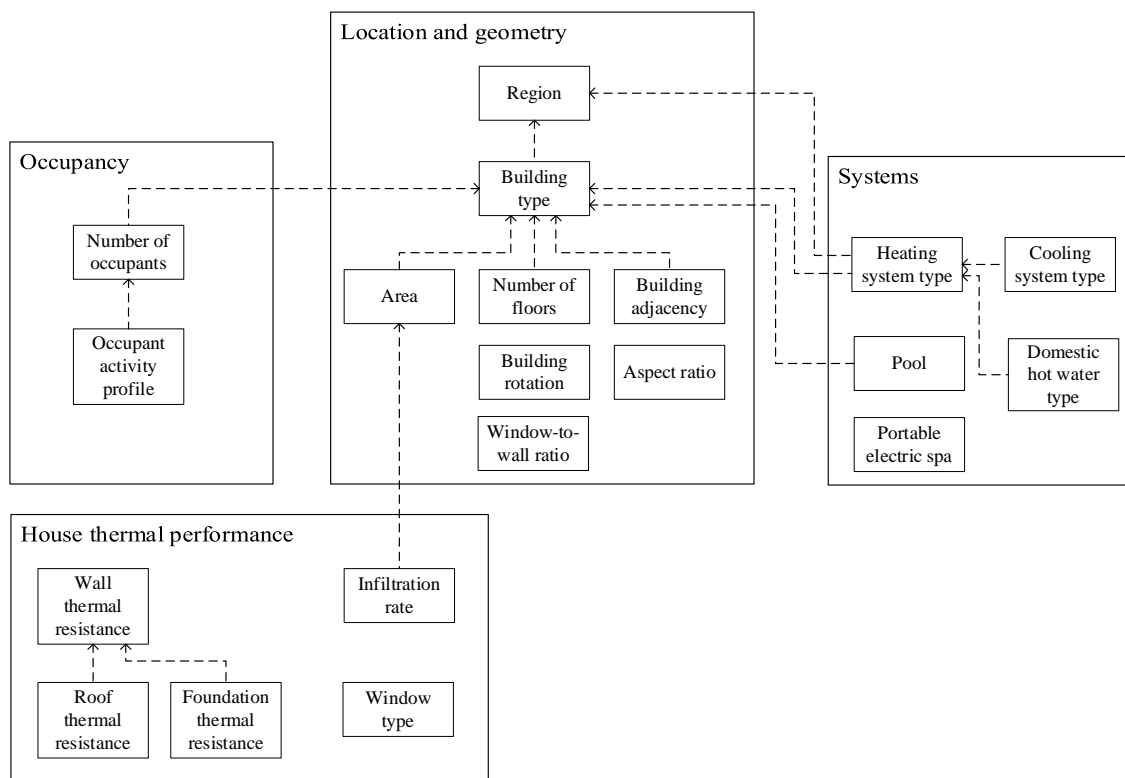 Location and geometry
Region
Building
type
Area
Number of
floors
Building
adjacency
Building
rotation
Aspect ratio
Window-to-
wall ratio
Occupancy
Number of
occupants
Occupant
activity
profile
Systems
Heating
system type
Cooling
system type
Pool
Domestic
hot water
type
Portable
electric spa
House thermal performance
Wall
thermal
resistance
Infiltration
rate
Roof
thermal
resistance
Foundation
thermal
resistance
Window
type